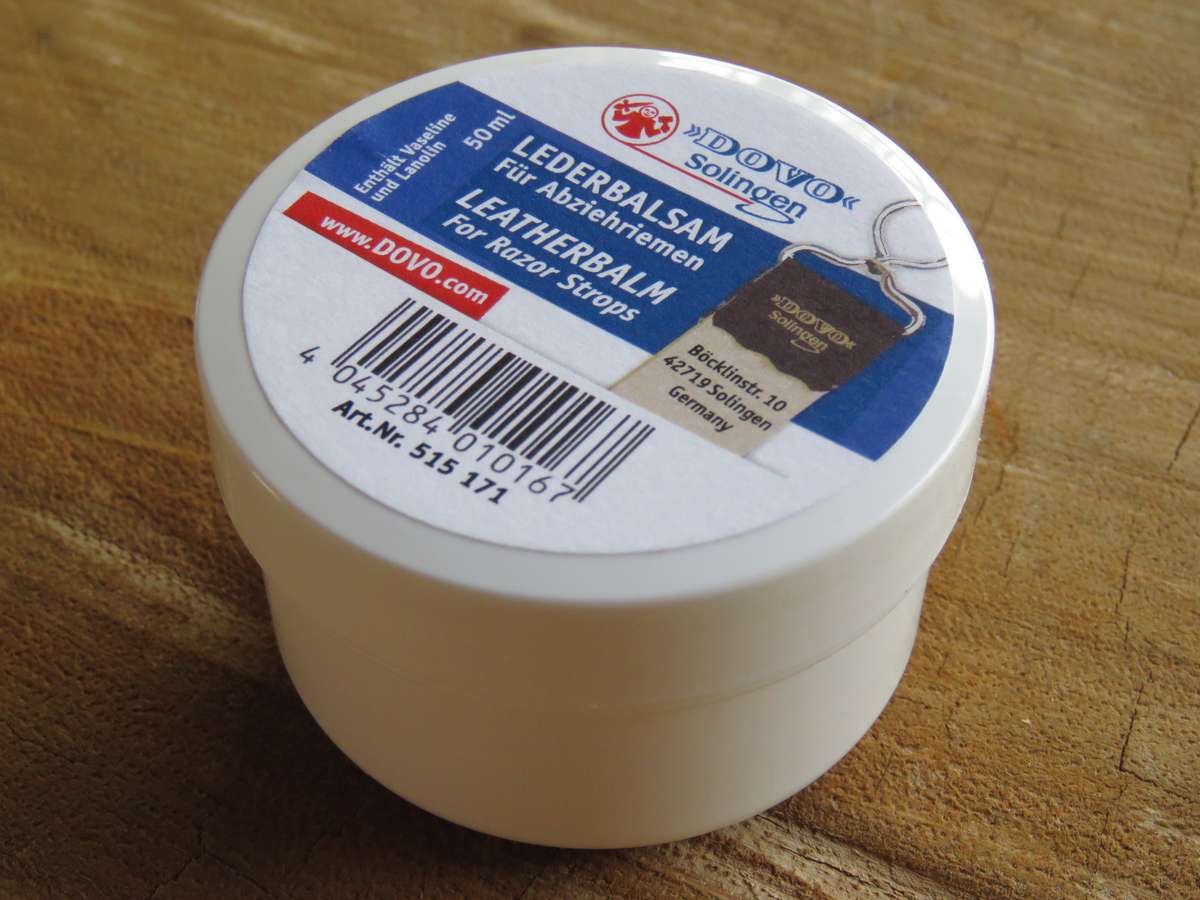 »DOVO«
Solingen
50 ml
Enthält Vaseline
und Lanolin
LEDERBALSAM
Für Abziehriemen
LEATHERBALM
For Razor Strops
www.DOVO.com
»DOVO«
Solingen
Böcklinstr. 10
42719 Solingen
Germany
4 045284 010167
Art.Nr. 515 171